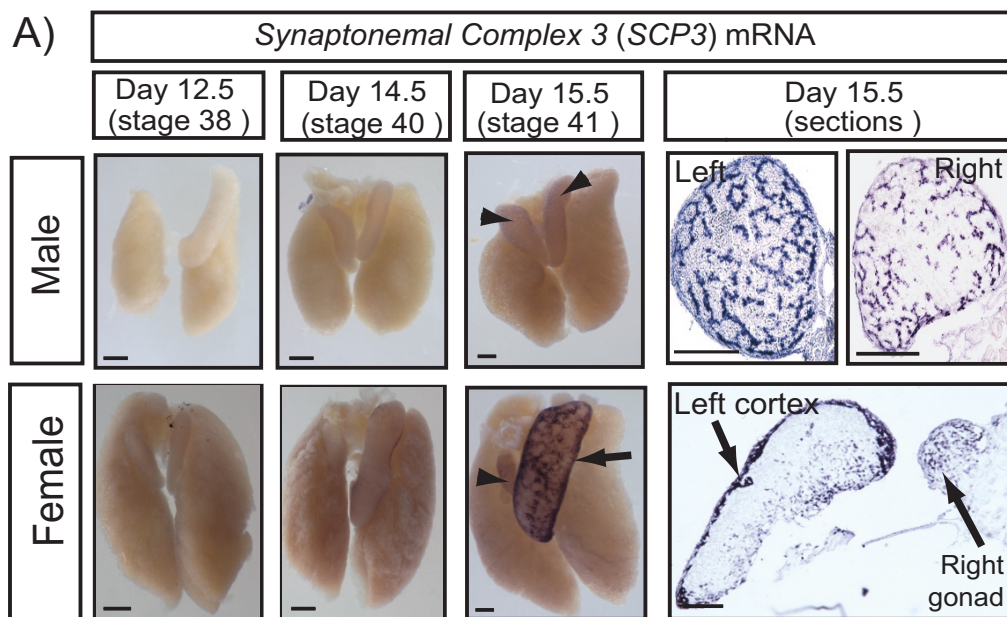 A)
Synaptonemal Complex 3 (SCP3) mRNA
Day 12.5
(stage 38 )
Day 14.5
(stage 40 )
Day 15.5
(stage 41 )
Day 15.5
(sections )
Male
Left
Right
Female
Left cortex
Right
gonad